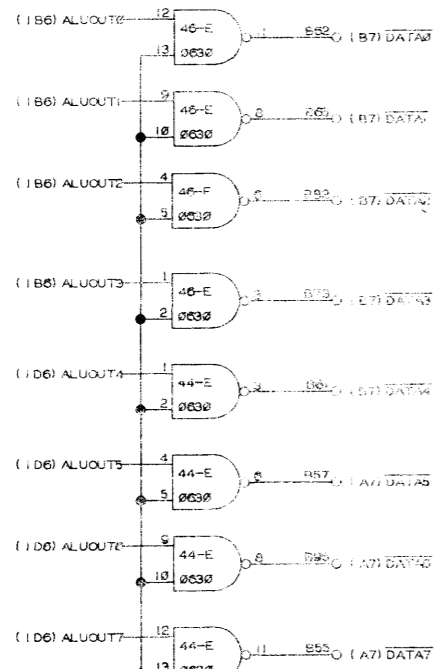 (1B6) ALUOUT0 12 46-E 11 B52 (B7) DATA0
13 0630
(1B6) ALUOUT1 9 46-E 8 (B7) DATA1
10 0630
(1B6) ALUOUT2 4 46-E 6 (B7) DATA2
5 0630
(1B6) ALUOUT3 1 46-E 3 DATA3
2 0630
(1D6) ALUOUT4 1 44-E 3 DATA4
2 0630
(1D6) ALUOUT5 4 44-E 6 B57 (A7) DATA5
5 0630
(1D6) ALUOUT6 9 44-E 8 (A7)
10 0630
(1D6) ALUOUT7 12 44-E 11 B55 (A7) DATA7
13 0630